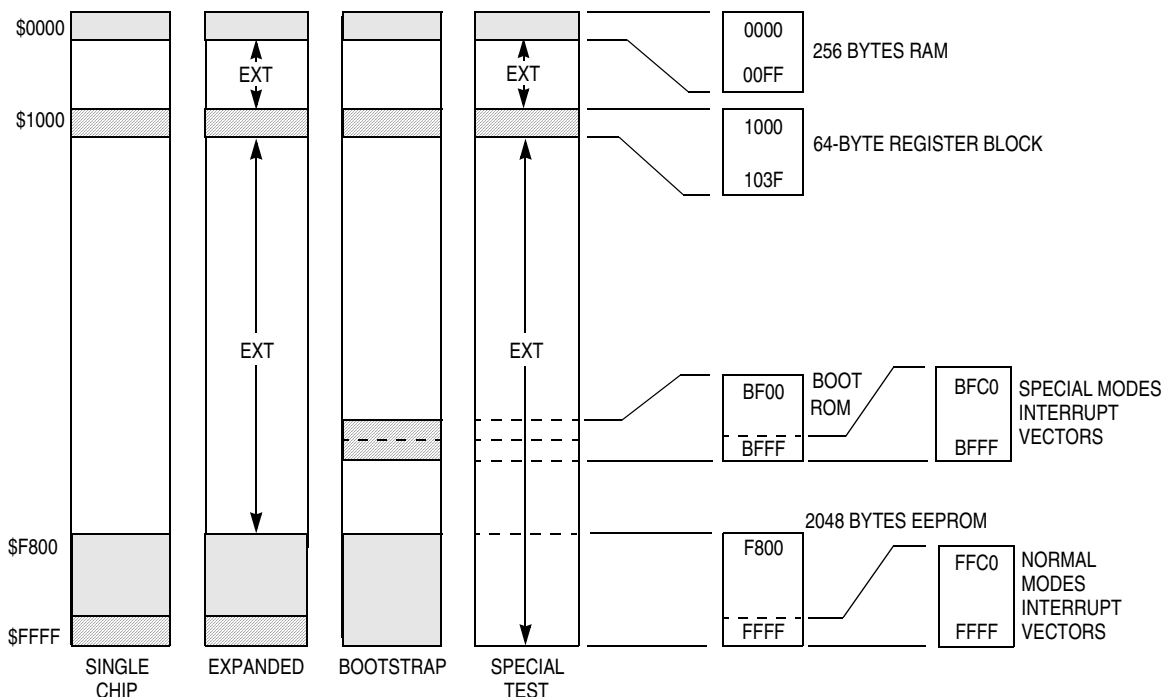 $0000
EXT
EXT
0000
00FF
256 BYTES RAM
$1000
1000
103F
64-BYTE REGISTER BLOCK
EXT
EXT
BF00
BFFF
BOOT
ROM
BFC0
BFFF
SPECIAL MODES
INTERRUPT
VECTORS
2048 BYTES EEPROM
$F800
F800
FFFF
FFC0
FFFF
NORMAL
MODES
INTERRUPT
VECTORS
$FFFF
SINGLE
CHIP
EXPANDED
BOOTSTRAP
SPECIAL
TEST